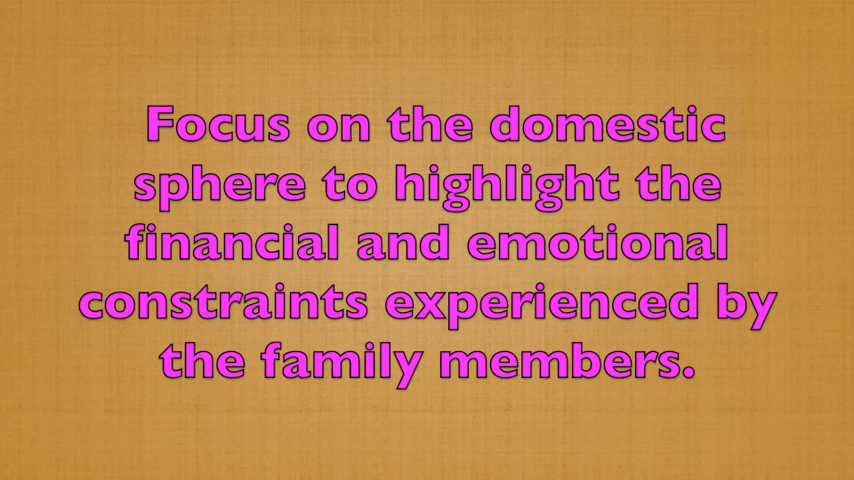 Focus on the domestic
sphere to highlight the
financial and emotional
constraints experienced by
the family members.